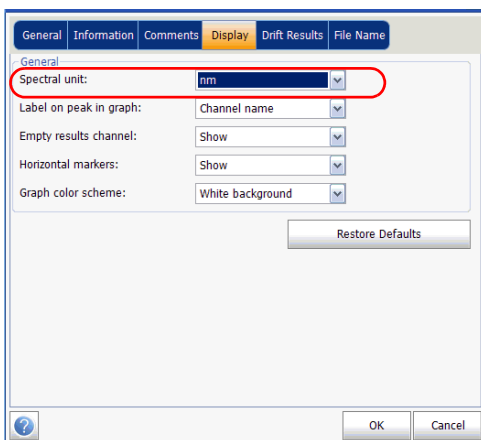 General Information Comments Display Drift Results File Name
General
Spectral unit: nm
Label on peak in graph: Channel name
Empty results channel: Show
Horizontal markers: Show
Graph color scheme: White background
Restore Defaults
? OK Cancel